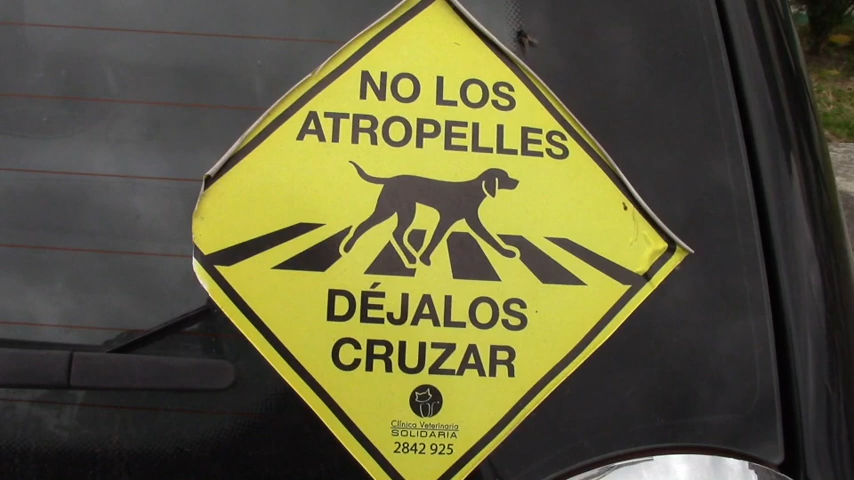 NO LOS
ATROPELLES
DÉJALOS
CRUZAR
Clínica Veterinaria
SOLIDARIA
2842 925